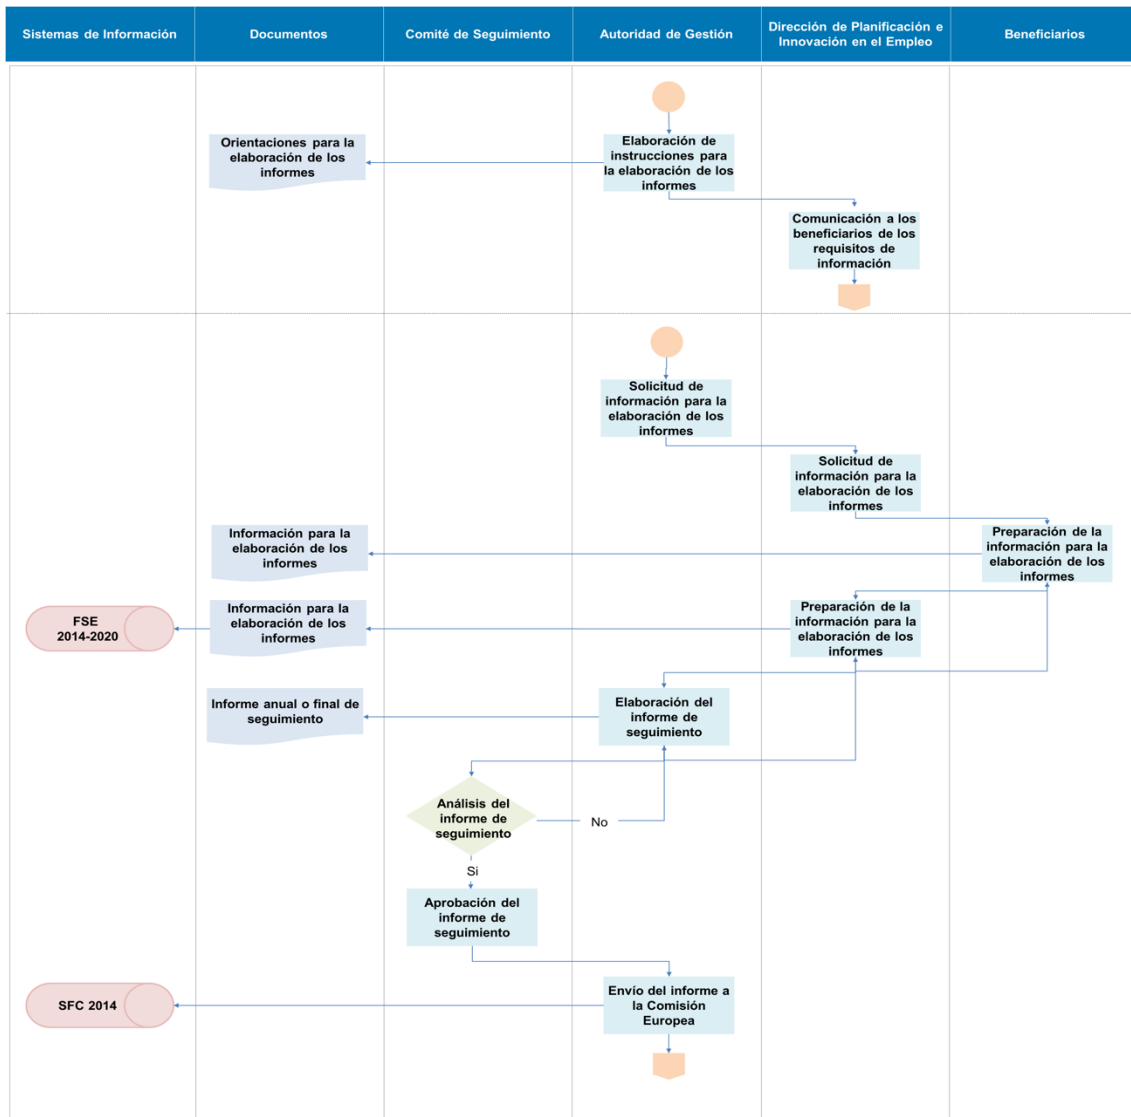 Sistemas de Información
Documentos
Comité de Seguimiento
Autoridad de Gestión
Dirección de Planificación e
Innovación en el Empleo
Beneficiarios
Orientaciones para la
elaboración de los
informes
Elaboración de
instrucciones para
la elaboración de los
informes
Comunicación a los
beneficiarios de los
requisitos de
información
Solicitud de
información para la
elaboración de los
informes
Solicitud de
información para la
elaboración de los
informes
Información para la
elaboración de los
informes
Preparación de la
información para la
elaboración de los
informes
FSE
2014-2020
Información para la
elaboración de los
informes
Preparación de la
información para la
elaboración de los
informes
Informe anual o final de
seguimiento
Elaboración del
informe de
seguimiento
Análisis del
informe de
seguimiento
No
Si
Aprobación del
informe de
seguimiento
SFC 2014
Envío del informe a
la Comisión
Europea